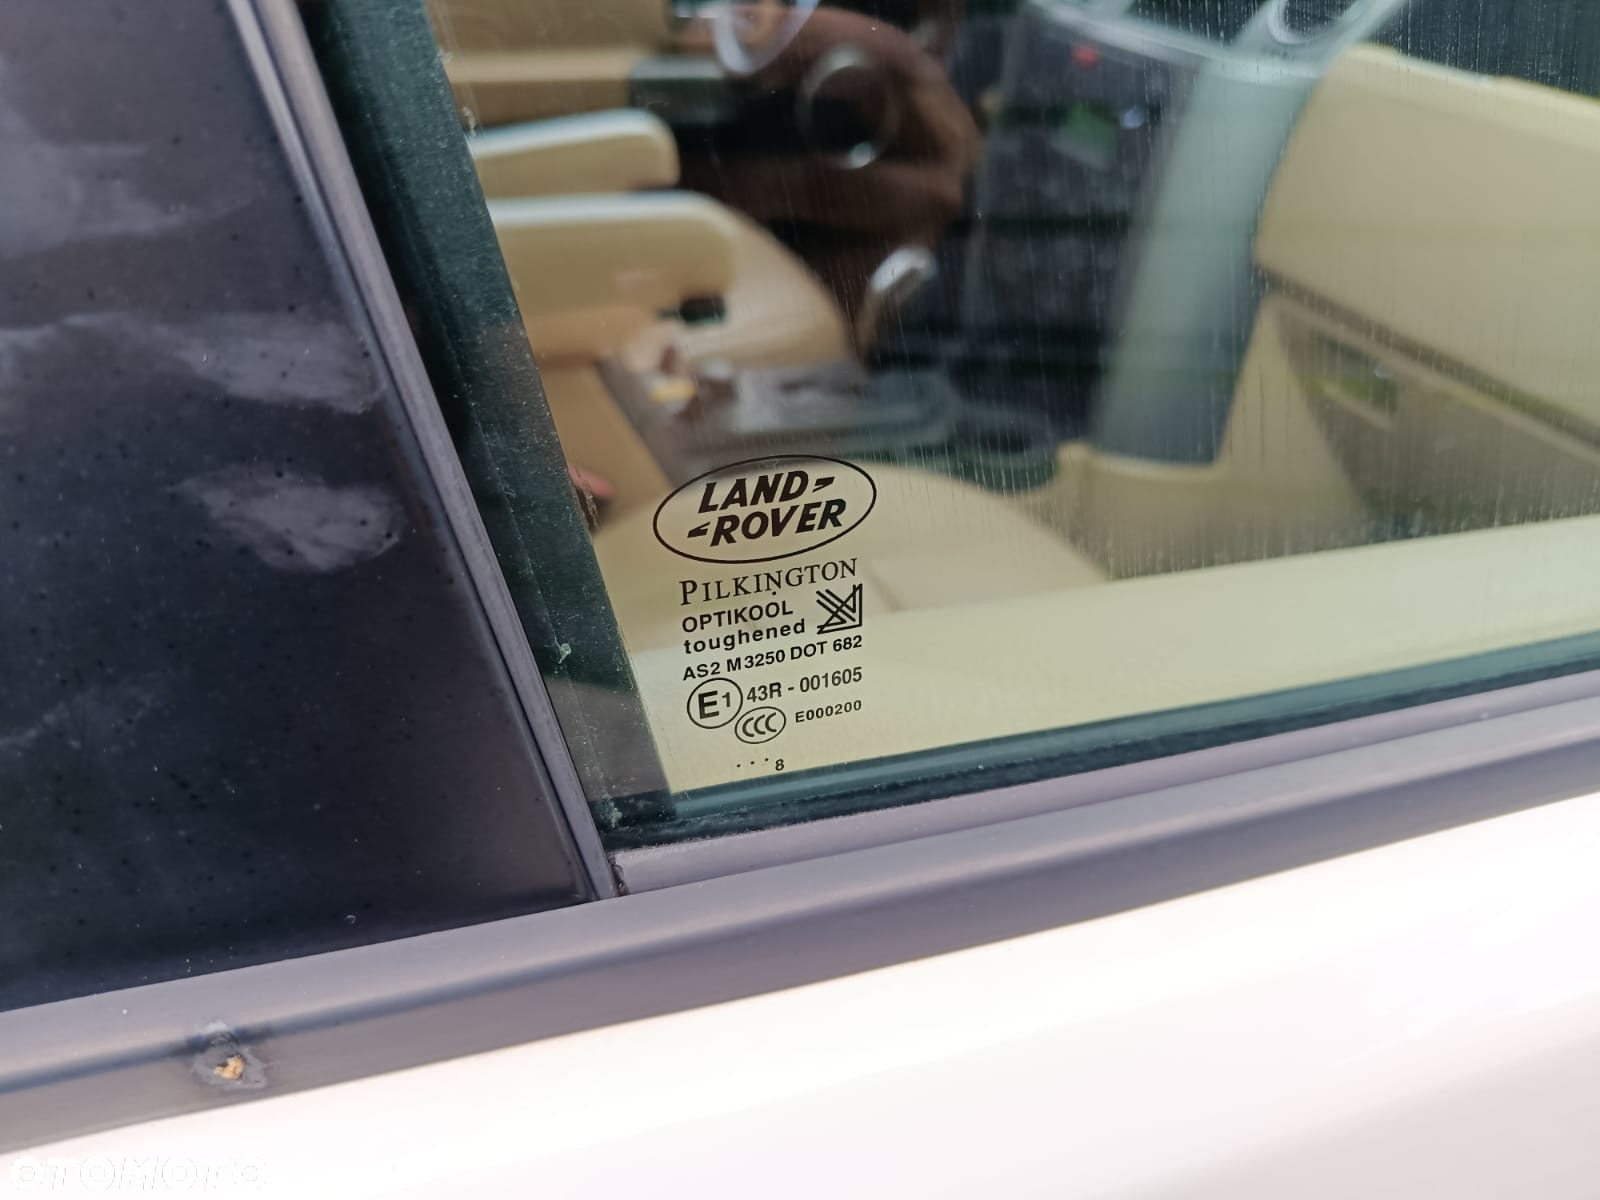 LAND-
-ROVER
PILKINGTON
OPTIKOOL
toughened
AS2 M3250 DOT 682
E1 43R - 001605
CCC E000200
. . . 8
OTOMOTO